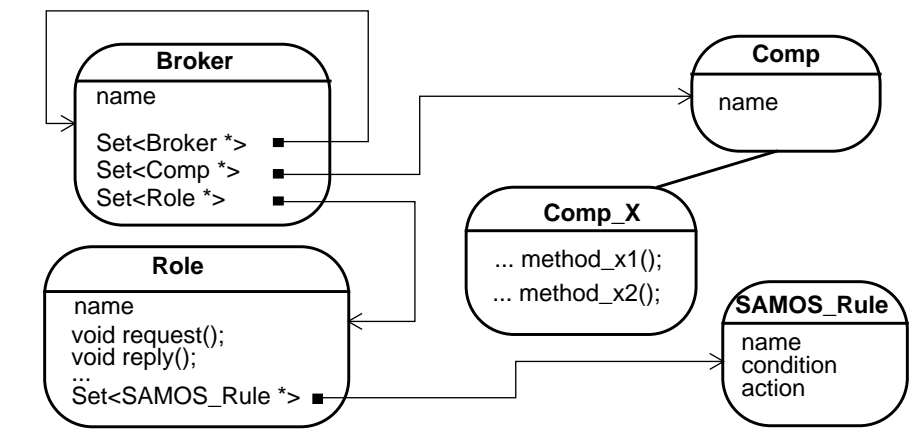 Broker
name
Set<Broker *>
Set<Comp *>
Set<Role *>
Comp
name
Comp_X
... method_x1();
... method_x2();
Role
name
void request();
void reply();
...
Set<SAMOS_Rule *>
SAMOS_Rule
name
condition
action